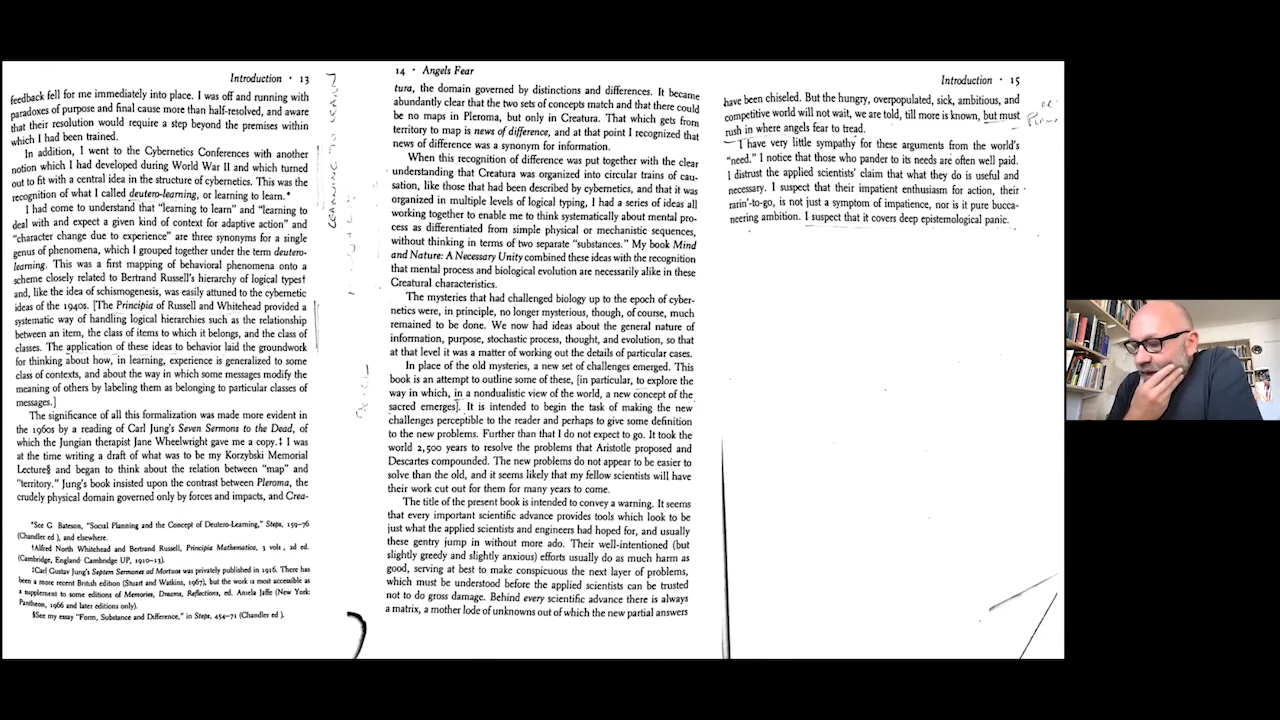 Introduction · 13
feedback fell for me immediately into place. I was off and running with
paradoxes of purpose and final cause more than half-resolved, and aware
that their resolution would require a step beyond the premises within
which I had been trained.
In addition, I went to the Cybernetics Conferences with another
notion which I had developed during World War II and which turned
out to fit with a central idea in the structure of cybernetics. This was the
recognition of what I called deutero-learning, or learning to learn.*
I had come to understand that "learning to learn" and "learning to
deal with and expect a given kind of context for adaptive action" and
"character change due to experience" are three synonyms for a single
genus of phenomena, which I grouped together under the term deutero-
learning. This was a first mapping of behavioral phenomena onto a
scheme closely related to Bertrand Russell's hierarchy of logical types†
and, like the idea of schismogenesis, was easily attuned to the cybernetic
ideas of the 1940s. [The Principia of Russell and Whitehead provided a
systematic way of handling logical hierarchies such as the relationship
between an item, the class of items to which it belongs, and the class of
classes. The application of these ideas to behavior laid the groundwork
for thinking about how, in learning, experience is generalized to some
class of contexts, and about the way in which some messages modify the
meaning of others by labeling them as belonging to particular classes of
messages.]
The significance of all this formalization was made more evident in
the 1960s by a reading of Carl Jung's Seven Sermons to the Dead, of
which the Jungian therapist Jane Wheelwright gave me a copy.‡ I was
at the time writing a draft of what was to be my Korzybski Memorial
Lecture§ and began to think about the relation between "map" and
"territory." Jung's book insisted upon the contrast between Pleroma, the
crudely physical domain governed only by forces and impacts, and Crea-
*See G Bateson, "Social Planning and the Concept of Deutero-Learning," Steps, 159–76
(Chandler ed ), and elsewhere.
†Alfred North Whitehead and Bertrand Russell, Principia Mathematica, 3 vols , 2d ed.
(Cambridge, England· Cambridge UP, 1910–13).
‡Carl Gustav Jung's Septem Sermones ad Mortuos was privately published in 1916. There has
been a more recent British edition (Stuart and Watkins, 1967), but the work is most accessible as
a supplement to some editions of Memories, Dreams, Reflections, ed. Aniela Jaffe (New York:
Pantheon, 1966 and later editions only).
§See my essay "Form, Substance and Difference," in Steps, 454–71 (Chandler ed ).
LEARNING TO LEARN
14 · Angels Fear
tura, the domain governed by distinctions and differences. It became
abundantly clear that the two sets of concepts match and that there could
be no maps in Pleroma, but only in Creatura. That which gets from
territory to map is news of difference, and at that point I recognized that
news of difference was a synonym for information.
When this recognition of difference was put together with the clear
understanding that Creatura was organized into circular trains of cau-
sation, like those that had been described by cybernetics, and that it was
organized in multiple levels of logical typing, I had a series of ideas all
working together to enable me to think systematically about mental pro-
cess as differentiated from simple physical or mechanistic sequences,
without thinking in terms of two separate "substances." My book Mind
and Nature: A Necessary Unity combined these ideas with the recognition
that mental process and biological evolution are necessarily alike in these
Creatural characteristics.
The mysteries that had challenged biology up to the epoch of cyber-
netics were, in principle, no longer mysterious, though, of course, much
remained to be done. We now had ideas about the general nature of
information, purpose, stochastic process, thought, and evolution, so that
at that level it was a matter of working out the details of particular cases.
In place of the old mysteries, a new set of challenges emerged. This
book is an attempt to outline some of these, [in particular, to explore the
way in which, in a nondualistic view of the world, a new concept of the
sacred emerges]. It is intended to begin the task of making the new
challenges perceptible to the reader and perhaps to give some definition
to the new problems. Further than that I do not expect to go. It took the
world 2,500 years to resolve the problems that Aristotle proposed and
Descartes compounded. The new problems do not appear to be easier to
solve than the old, and it seems likely that my fellow scientists will have
their work cut out for them for many years to come.
The title of the present book is intended to convey a warning. It seems
that every important scientific advance provides tools which look to be
just what the applied scientists and engineers had hoped for, and usually
these gentry jump in without more ado. Their well-intentioned (but
slightly greedy and slightly anxious) efforts usually do as much harm as
good, serving at best to make conspicuous the next layer of problems,
which must be understood before the applied scientists can be trusted
not to do gross damage. Behind every scientific advance there is always
a matrix, a mother lode of unknowns out of which the new partial answers
Introduction · 15
have been chiseled. But the hungry, overpopulated, sick, ambitious, and
competitive world will not wait, we are told, till more is known, but must
rush in where angels fear to tread.
I have very little sympathy for these arguments from the world's
"need." I notice that those who pander to its needs are often well paid.
I distrust the applied scientists' claim that what they do is useful and
necessary. I suspect that their impatient enthusiasm for action, their
rarin'-to-go, is not just a symptom of impatience, nor is it pure bucca-
neering ambition. I suspect that it covers deep epistemological panic.